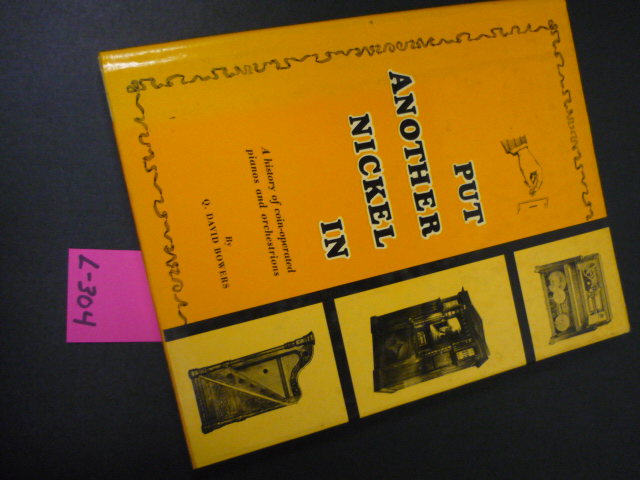 PUT
ANOTHER
NICKEL
IN
A history of coin-operated
pianos and orchestrions
By
Q. DAVID BOWERS
L-304